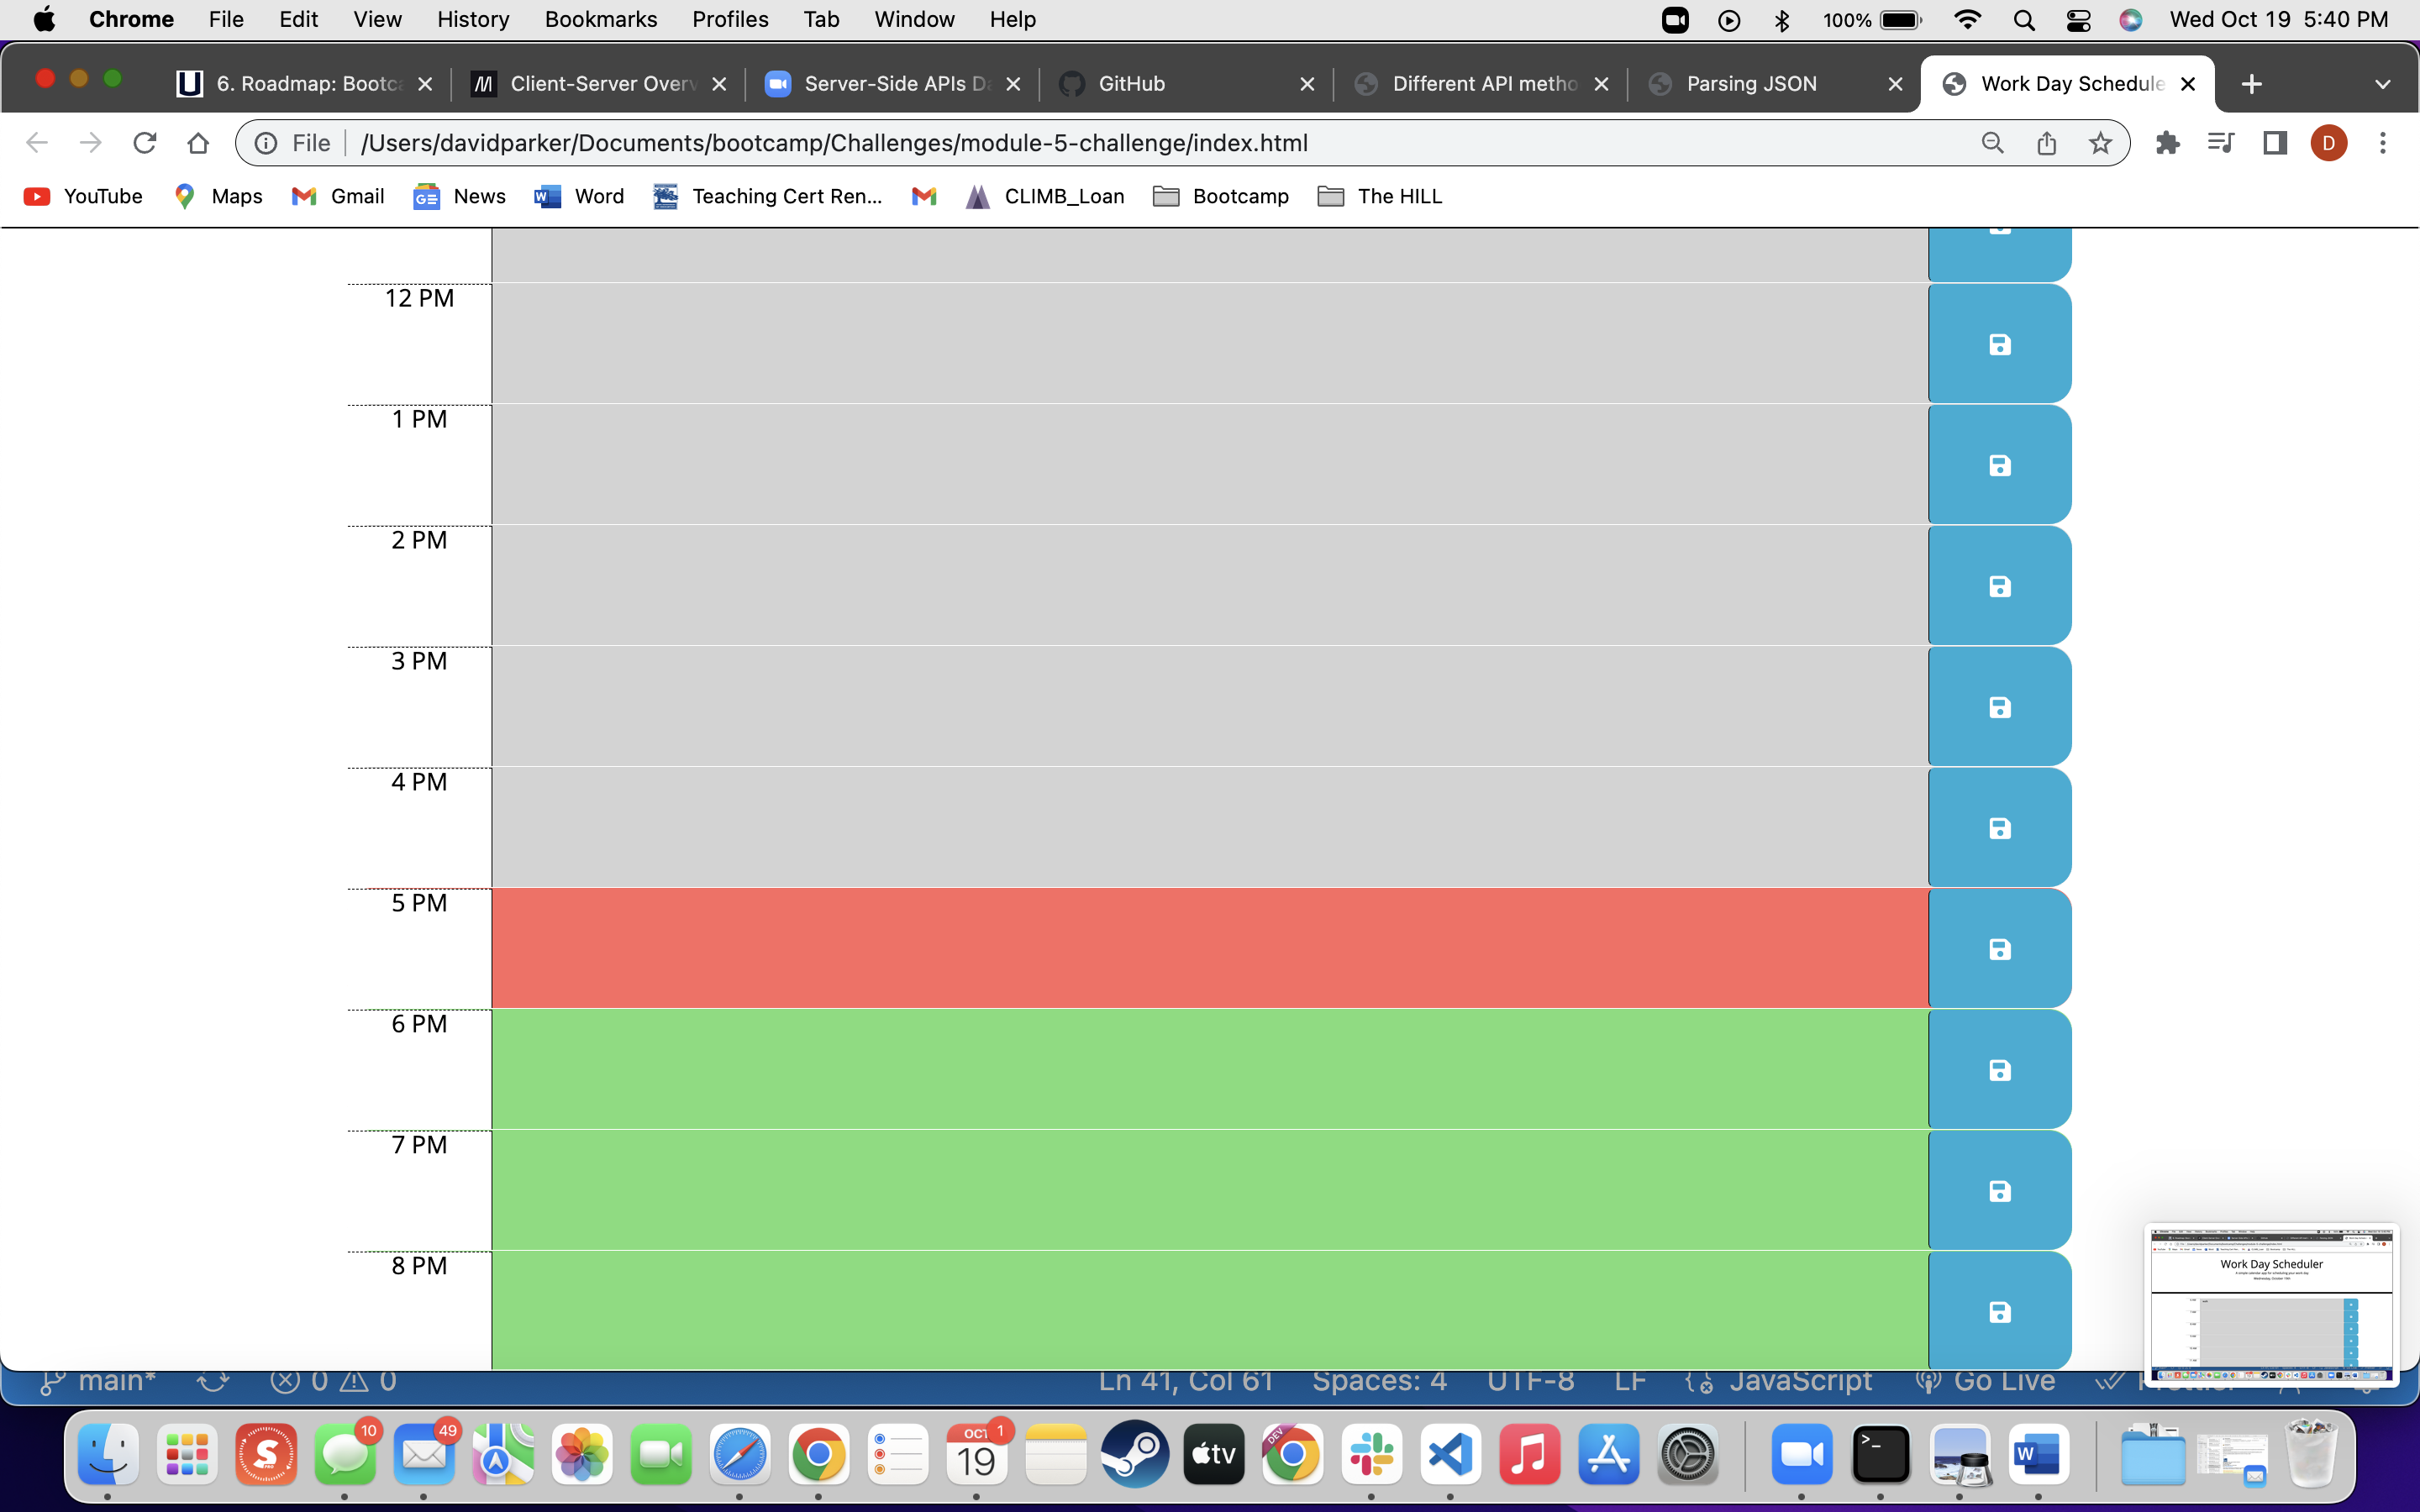 Chrome File Edit View History Bookmarks Profiles Tab Window Help 100% Wed Oct 19 5:40 PM
6. Roadmap: Bootc Client-Server Over Server-Side APIs D GitHub Different API metho Parsing JSON Work Day Schedule
File /Users/davidparker/Documents/bootcamp/Challenges/module-5-challenge/index.html D
YouTube Maps Gmail GE News W Word Teaching Cert Ren... CLIMB_Loan Bootcamp The HILL
12 PM
1 PM
2 PM
3 PM
4 PM
5 PM
6 PM
7 PM
8 PM
Work Day Scheduler
main* 0 0 Ln 41, Col 61 Spaces: 4 UTF-8 LF JavaScript Go Live
10 49 OCT 1 19 tv DEV >_ W